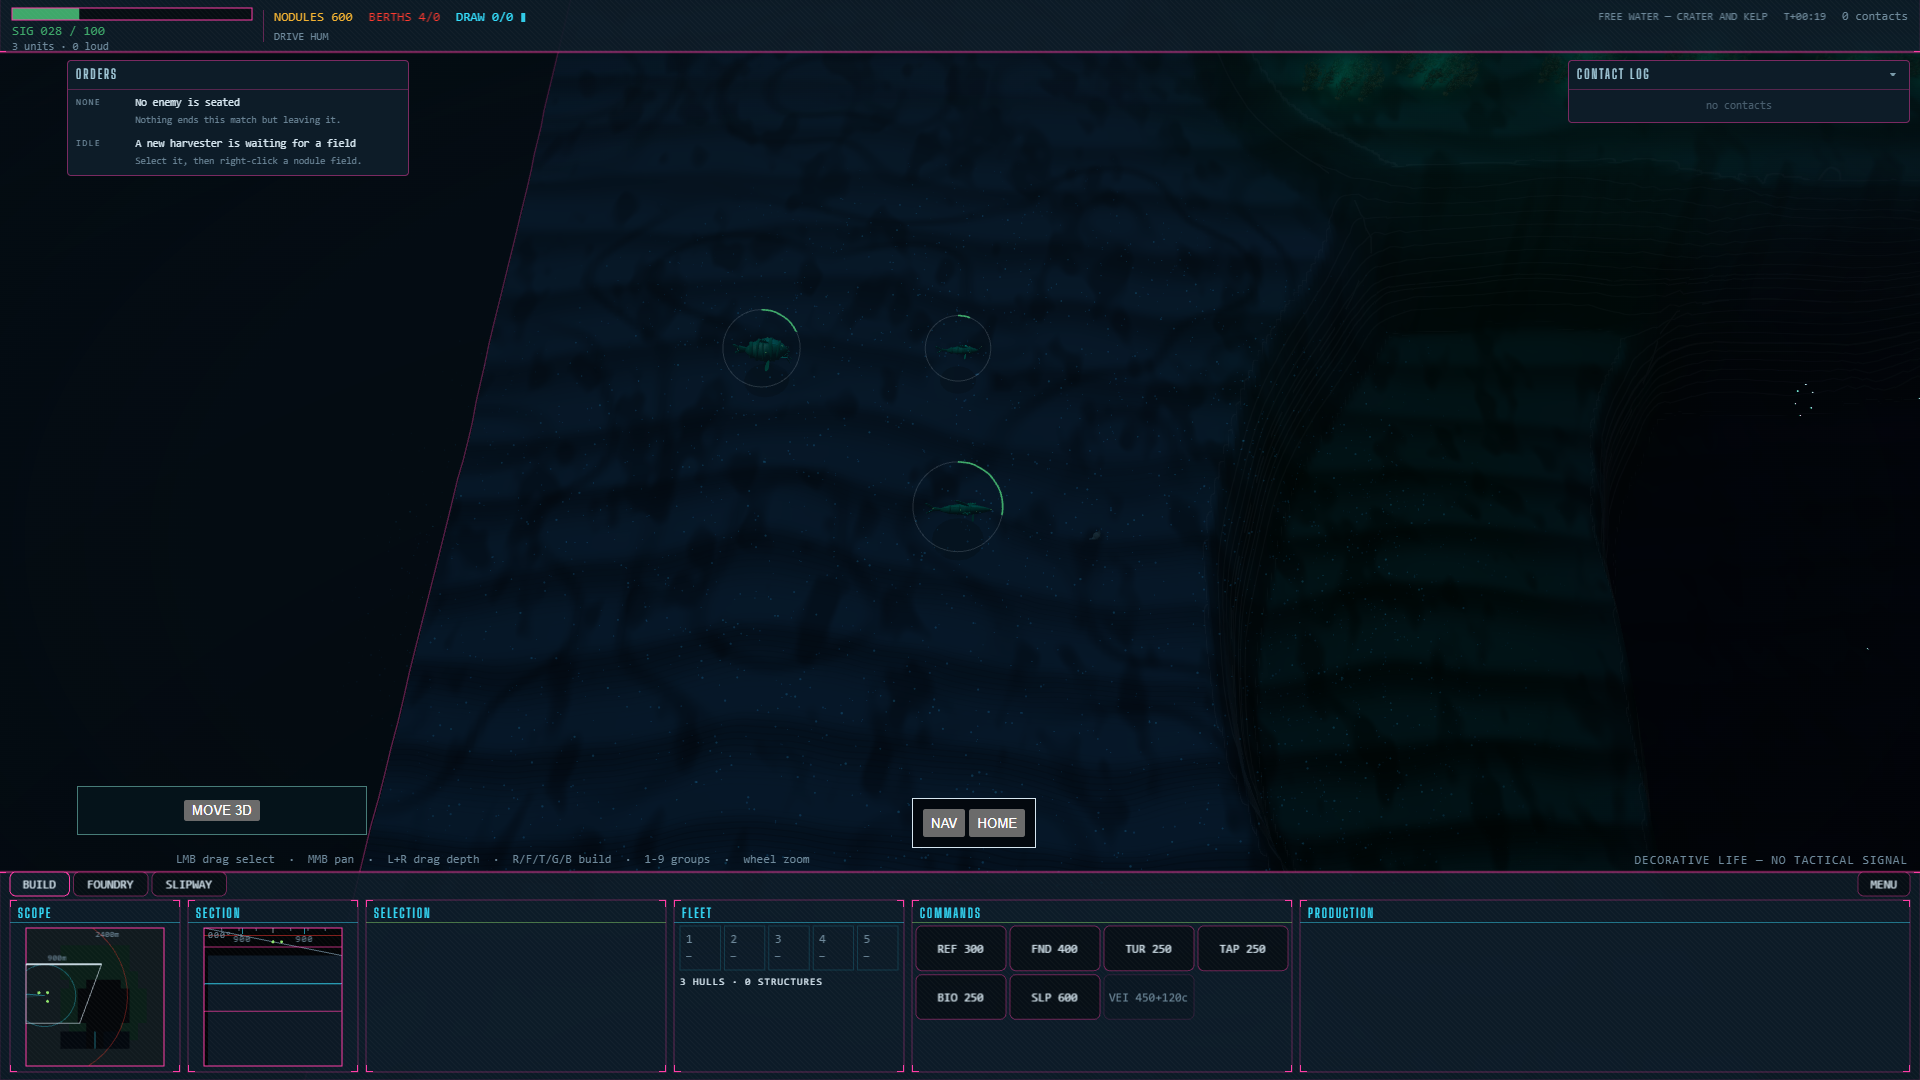 SIG 028 / 100
3 units · 0 loud
NODULES 600 BERTHS 4/0 DRAW 0/0
DRIVE HUM
FREE WATER — CRATER AND KELP T+00:19 0 contacts
ORDERS
NONE No enemy is seated
Nothing ends this match but leaving it.
IDLE A new harvester is waiting for a field
Select it, then right-click a nodule field.
CONTACT LOG
no contacts
MOVE 3D
NAV HOME
LMB drag select · MMB pan · L+R drag depth · R/F/T/G/B build · 1-9 groups · wheel zoom
DECORATIVE LIFE — NO TACTICAL SIGNAL
BUILD FOUNDRY SLIPWAY MENU
SCOPE
2400m
900m
SECTION
000°
900 900
SELECTION
FLEET
1 2 3 4 5
– – – – –
3 HULLS · 0 STRUCTURES
COMMANDS
REF 300 FND 400 TUR 250 TAP 250
BIO 250 SLP 600 VEI 450+120c
PRODUCTION